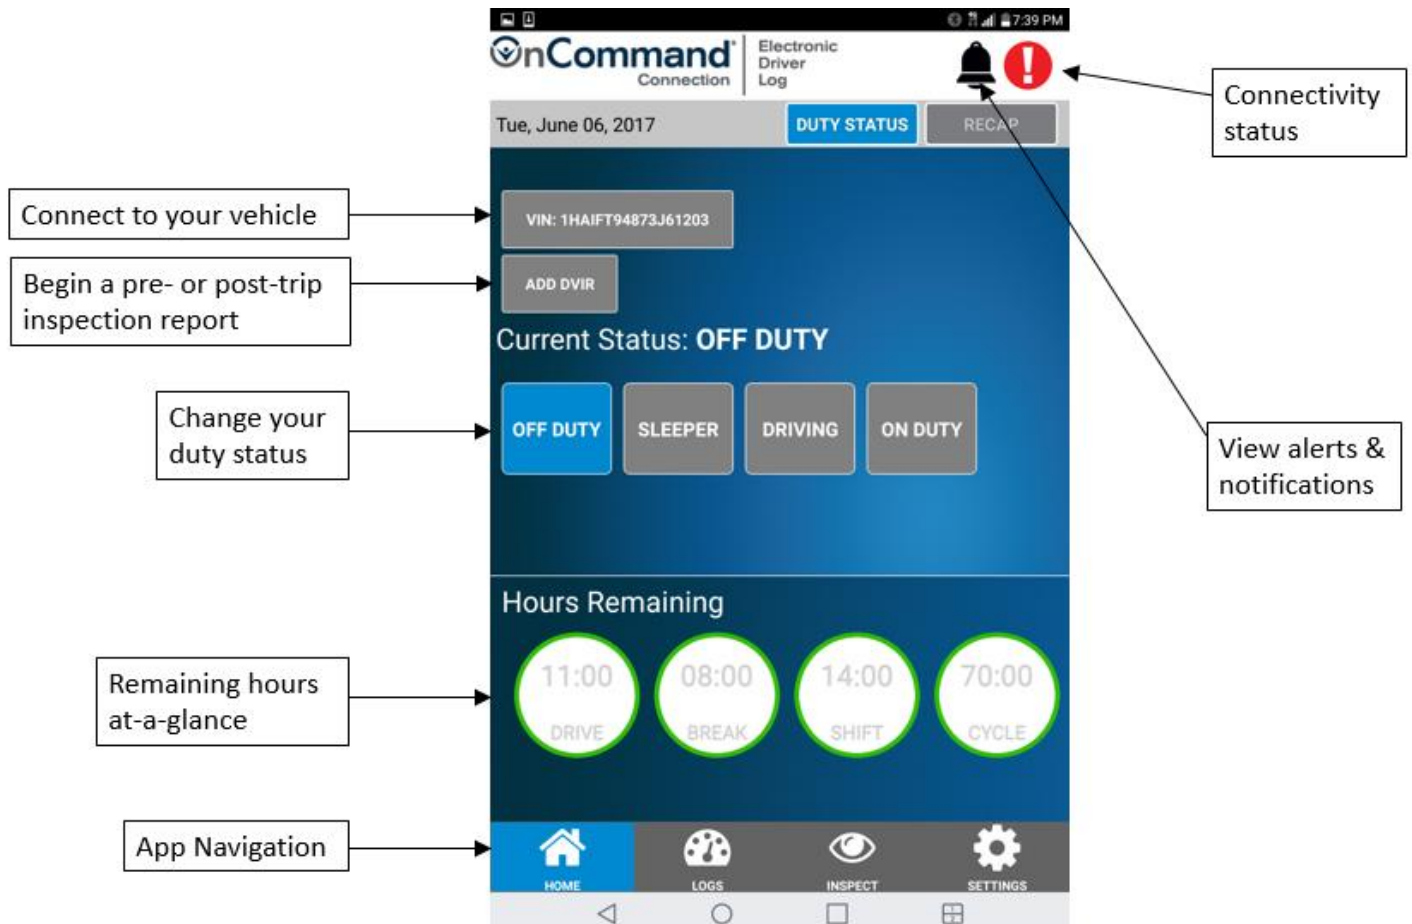 7:39 PM
OnCommand
Connection
Electronic
Driver
Log
Connectivity
status
Tue, June 06, 2017
DUTY STATUS
RECAP
Connect to your vehicle
VIN: 1HAIFT94873J61203
Begin a pre- or post-trip
inspection report
ADD DVIR
Current Status: OFF DUTY
Change your
duty status
OFF DUTY
SLEEPER
DRIVING
ON DUTY
View alerts &
notifications
Hours Remaining
Remaining hours
at-a-glance
11:00
DRIVE
08:00
BREAK
14:00
SHIFT
70:00
CYCLE
App Navigation
HOME
LOGS
INSPECT
SETTINGS